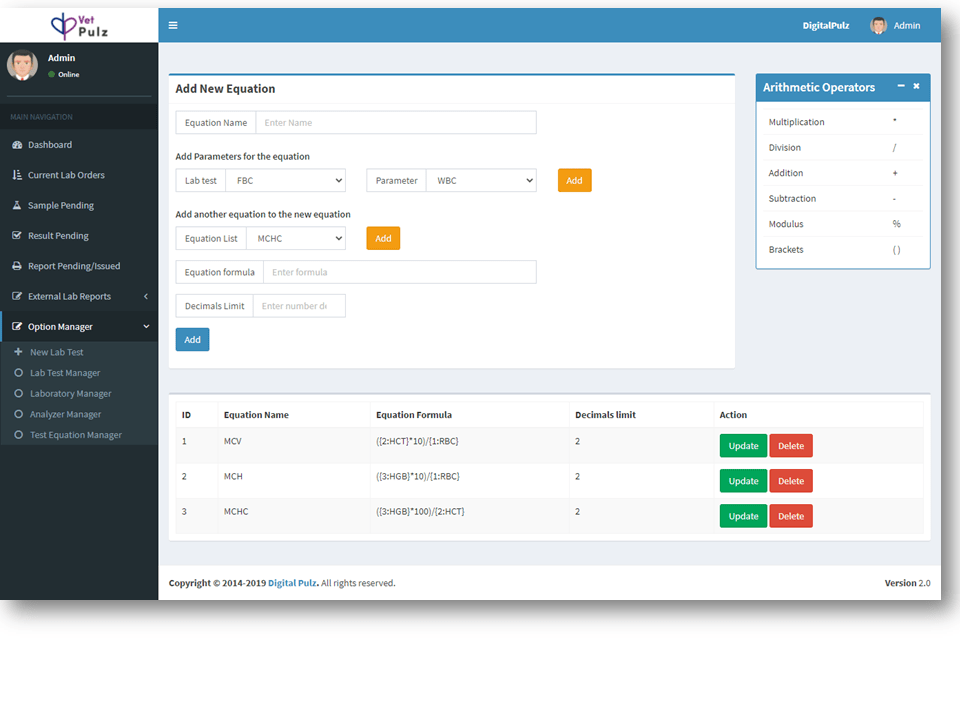 Vet
Pulz
DigitalPulz
Admin
Admin
Online
MAIN NAVIGATION
Dashboard
Current Lab Orders
Sample Pending
Result Pending
Report Pending/Issued
External Lab Reports
Option Manager
New Lab Test
Lab Test Manager
Laboratory Manager
Analyzer Manager
Test Equation Manager
Add New Equation
Equation Name Enter Name
Add Parameters for the equation
Lab test FBC Parameter WBC Add
Add another equation to the new equation
Equation List MCHC Add
Equation formula Enter formula
Decimals Limit Enter number de
Add
Arithmetic Operators
Multiplication *
Division /
Addition +
Subtraction -
Modulus %
Brackets ( )
ID Equation Name Equation Formula Decimals limit Action
1 MCV ({2:HCT}*10)/{1:RBC} 2 Update Delete
2 MCH ({3:HGB}*10)/{1:RBC} 2 Update Delete
3 MCHC ({3:HGB}*100)/{2:HCT} 2 Update Delete
Copyright © 2014-2019 Digital Pulz. All rights reserved.
Version 2.0